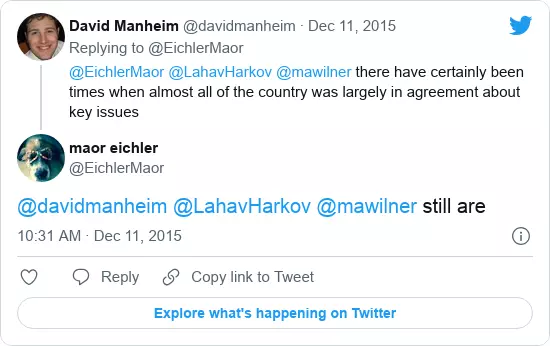 David Manheim @davidmanheim · Dec 11, 2015
Replying to @EichlerMaor
@EichlerMaor @LahavHarkov @mawilner there have certainly been
times when almost all of the country was largely in agreement about
key issues
maor eichler
@EichlerMaor
@davidmanheim @LahavHarkov @mawilner still are
10:31 AM · Dec 11, 2015
Reply Copy link to Tweet
Explore what's happening on Twitter